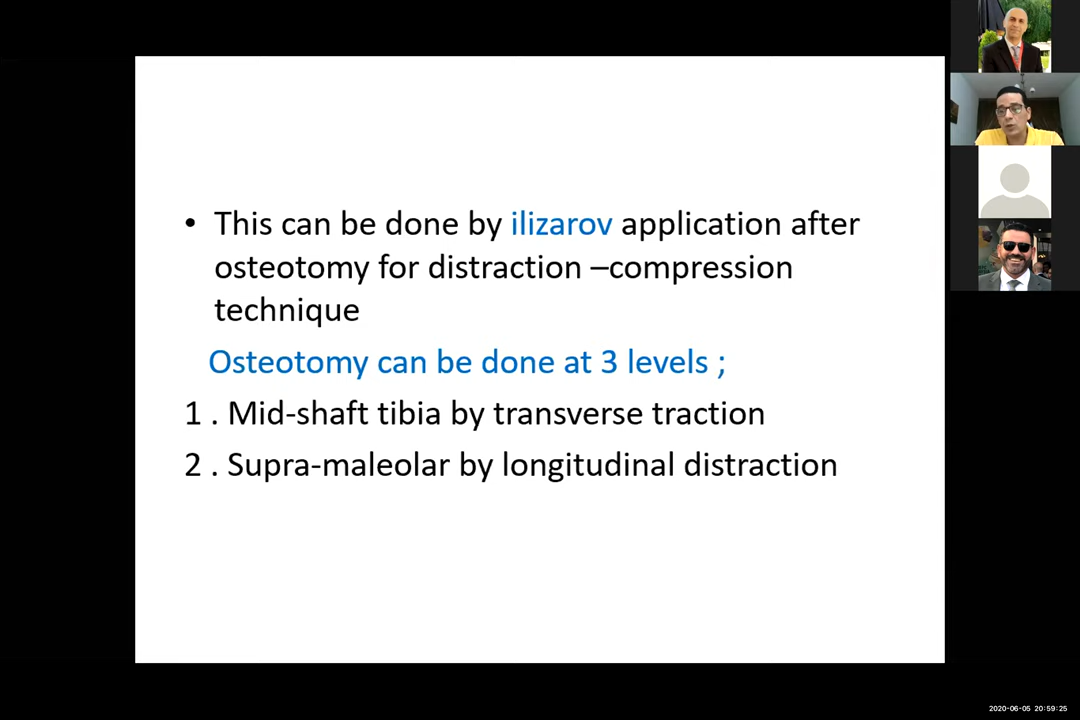 • This can be done by ilizarov application after
osteotomy for distraction –compression
technique
Osteotomy can be done at 3 levels ;
1 . Mid-shaft tibia by transverse traction
2 . Supra-maleolar by longitudinal distraction
2020-06-05 20:59:25